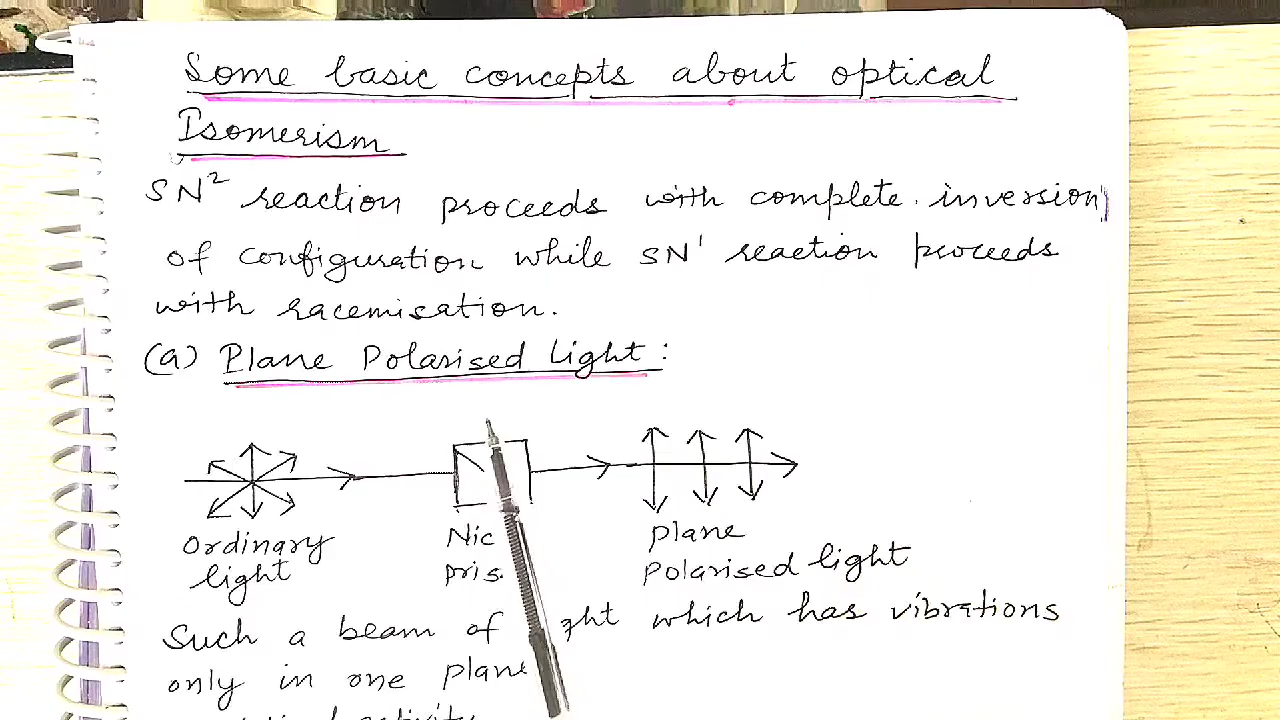 Some basic concepts about optical
Isomerism
SN² reaction proceeds with complete inversion
of configuration while SN¹ reaction proceeds
with racemisation.
(a) Plane Polarised Light:
Ordinary
light
Nic
Pris
Plane
Polarised light
Such a beam of ght which has vibrations
only in one plane